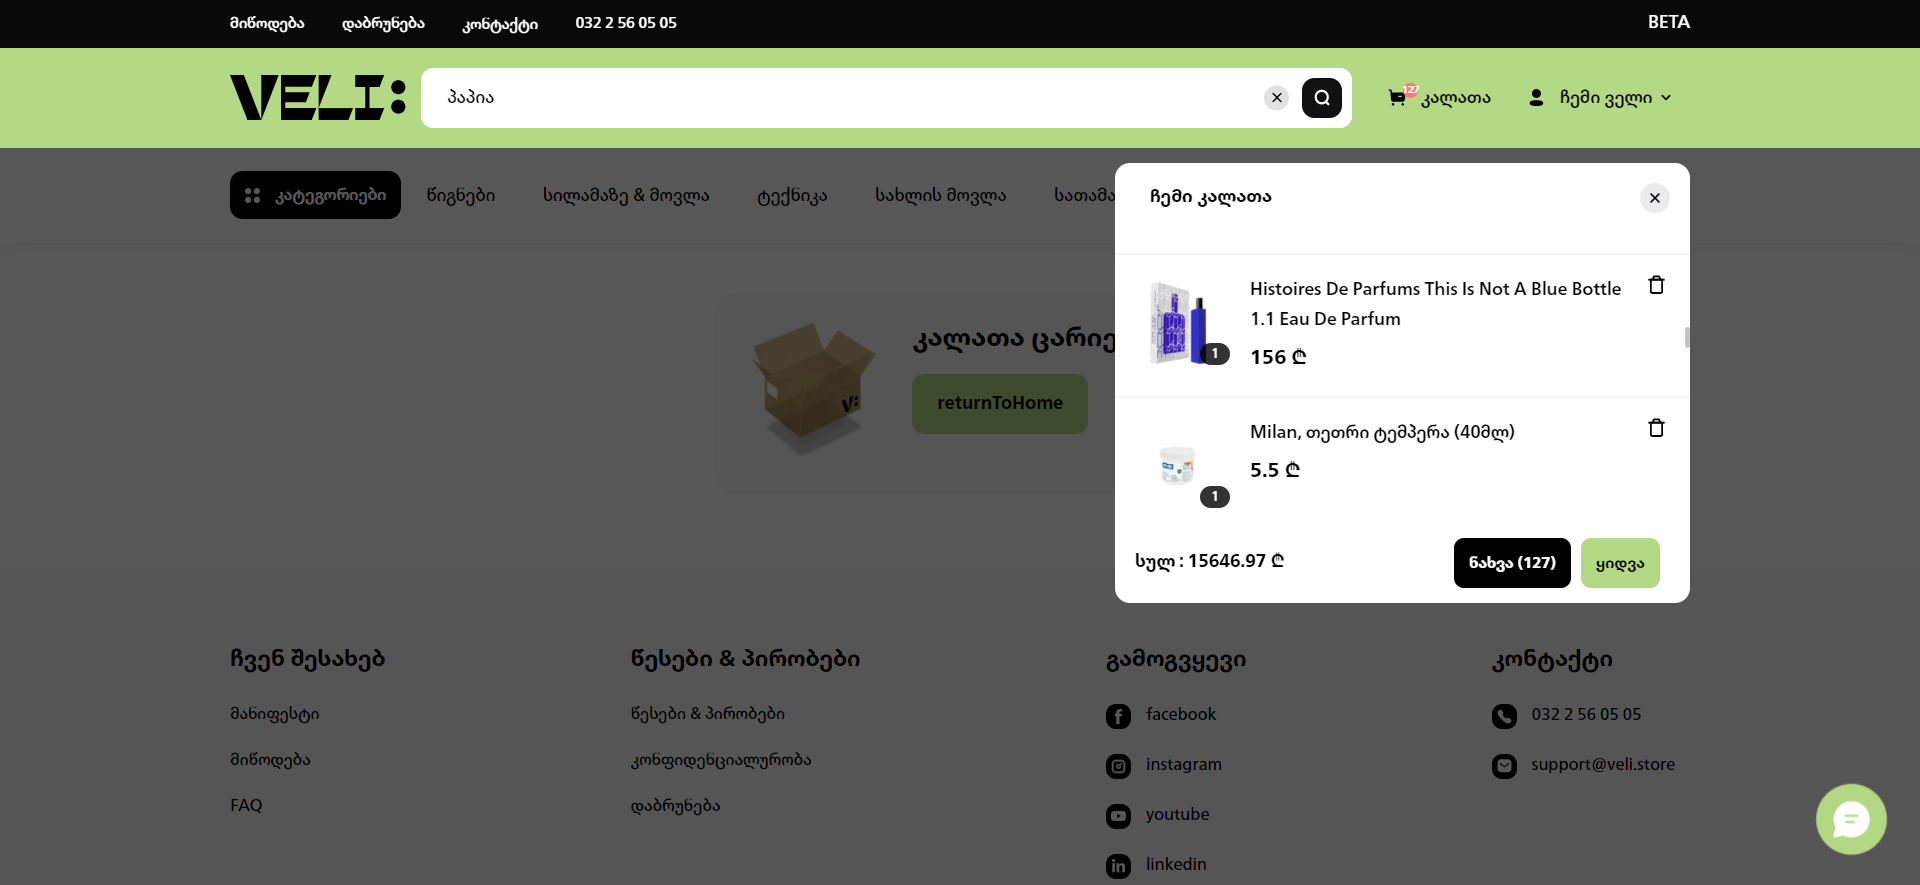 მიწოდება
დაბრუნება
კონტაქტი
032 2 56 05 05
BETA
VELI:
პაპია
127
კალათა
ჩემი ველი
კატეგორიები
წიგნები
სილამაზე & მოვლა
ტექნიკა
სახლის მოვლა
სათამა
ჩემი კალათა
Histoires De Parfums This Is Not A Blue Bottle
1.1 Eau De Parfum
156 ₾
1
Milan, თეთრი ტემპერა (40მლ)
5.5 ₾
1
სულ : 15646.97 ₾
ნახვა (127)
ყიდვა
კალათა ცარიე
returnToHome
V:
ჩვენ შესახებ
მანიფესტი
მიწოდება
FAQ
წესები & პირობები
წესები & პირობები
კონფიდენციალურობა
დაბრუნება
გამოგვყევი
facebook
instagram
youtube
linkedin
კონტაქტი
032 2 56 05 05
support@veli.store